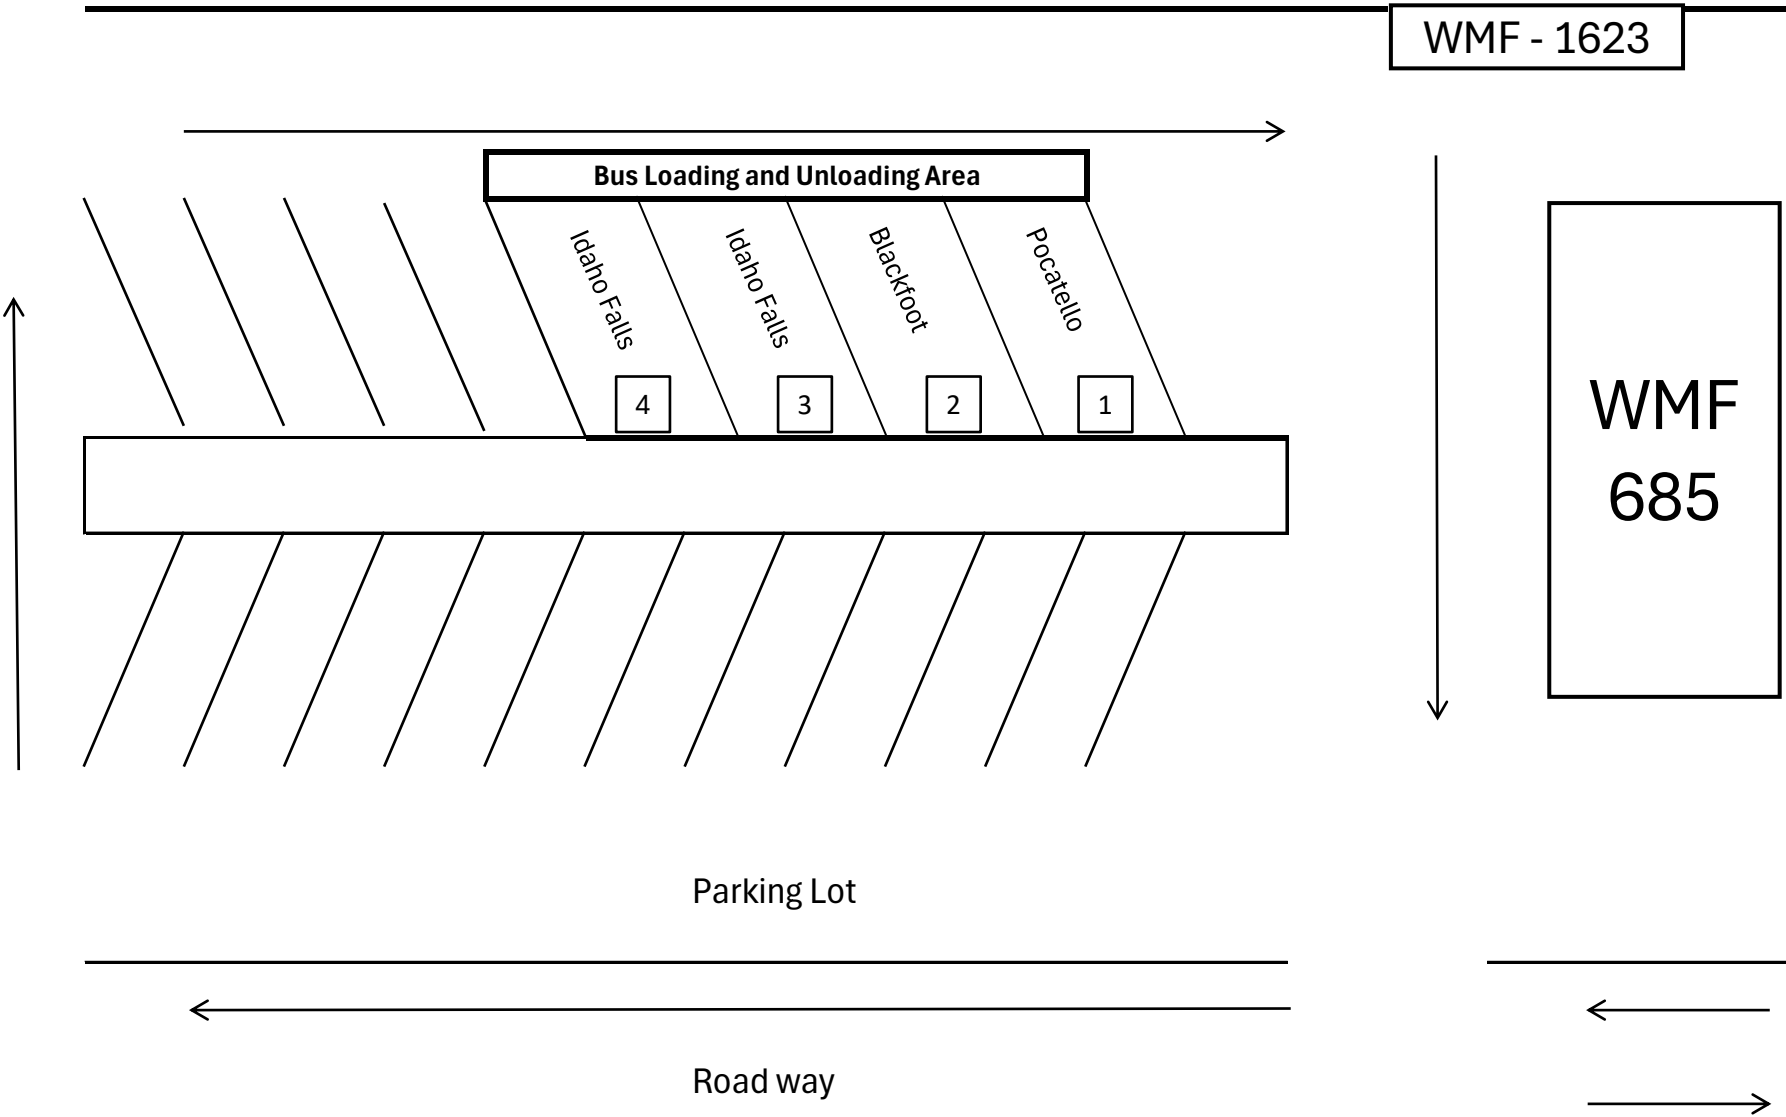 WMF - 1623
Bus Loading and Unloading Area
Idaho Falls
Idaho Falls
Blackfoot
Pocatello
4
3
2
1
WMF
685
Parking Lot
Road way